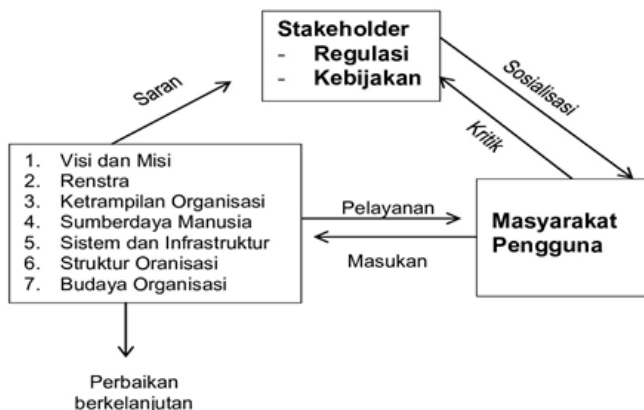 Stakeholder
- Regulasi
- Kebijakan
Saran
Sosialisasi
Kritik
1. Visi dan Misi
2. Renstra
3. Ketrampilan Organisasi
4. Sumberdaya Manusia
5. Sistem dan Infrastruktur
6. Struktur Oranisasi
7. Budaya Organisasi
Pelayanan
Masukan
Masyarakat
Pengguna
Perbaikan
berkelanjutan